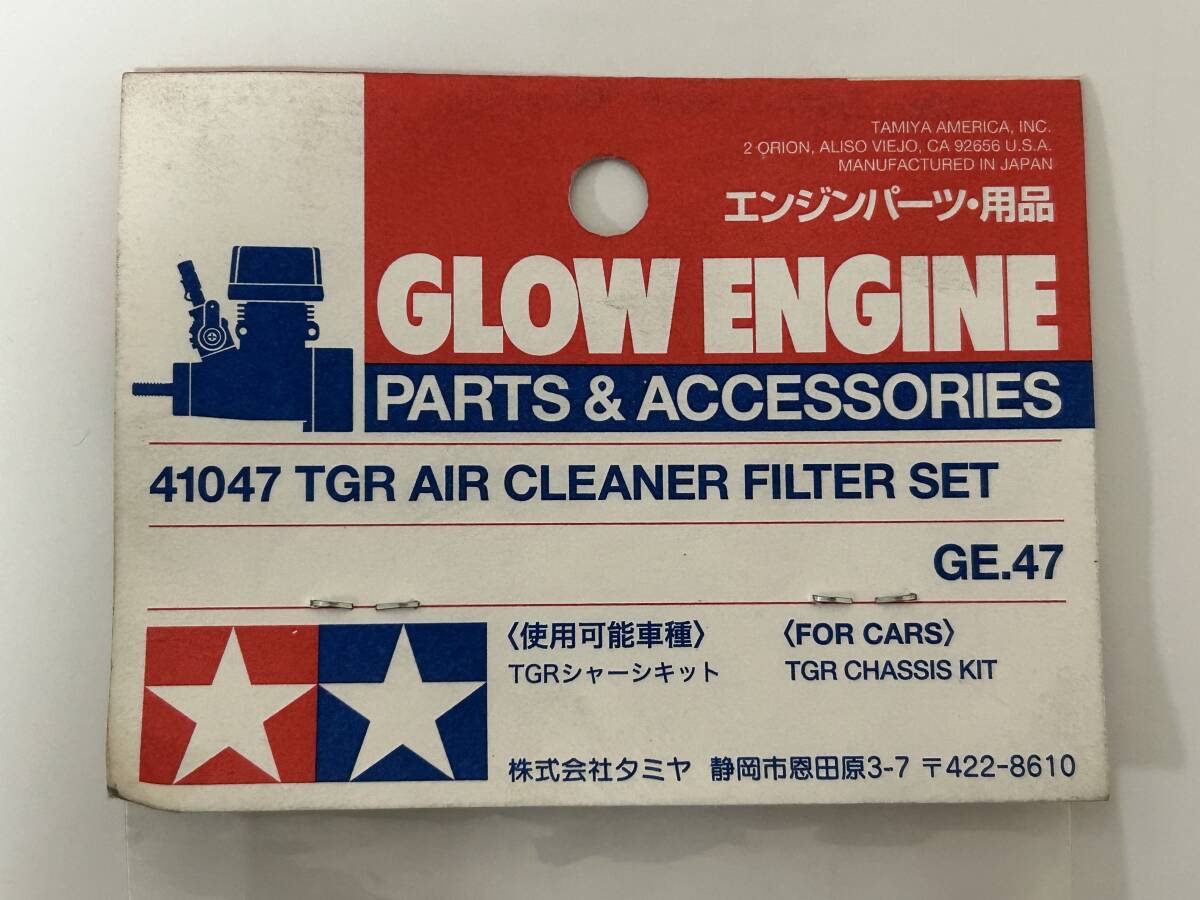 TAMIYA AMERICA, INC.
2 ORION, ALISO VIEJO, CA 92656 U.S.A.
MANUFACTURED IN JAPAN
エンジンパーツ・用品
GLOW ENGINE
PARTS & ACCESSORIES
41047 TGR AIR CLEANER FILTER SET
GE.47
〈使用可能車種〉
TGRシャーシキット
〈FOR CARS〉
TGR CHASSIS KIT
株式会社タミヤ 静岡市恩田原3-7 〒422-8610